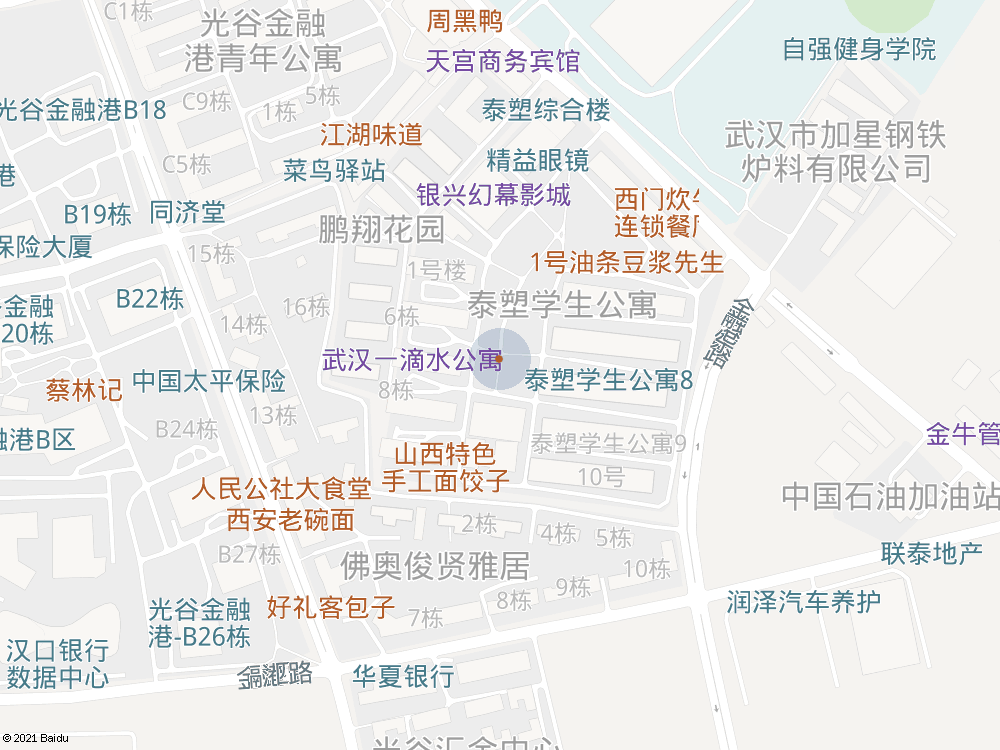 C1栋
光谷金融
港青年公寓
周黑鸭
天宫商务宾馆
自强健身学院
C9栋
5栋
1栋
光谷金融港B18
泰塑综合楼
江湖味道
武汉市加星钢铁
炉料有限公司
C5栋
菜鸟驿站
精益眼镜
港
银兴幻幕影城
西门炊
连锁餐
B19栋
同济堂
鹏翔花园
保险大厦
15栋
1号楼
1号油条豆浆先生
B22栋
16栋
泰塑学生公寓
谷金融
20栋
14栋
6栋
武汉一滴水公寓
蔡林记
中国太平保险
8栋
泰塑学生公寓8
13栋
B24栋
融港B区
泰塑学生公寓9
金牛管
山西特色
手工面饺子
10号
人民公社大食堂
西安老碗面
中国石油加油站
2栋
4栋
5栋
B27栋
佛奥俊贤雅居
10栋
联泰地产
9栋
8栋
光谷金融
港-B26栋
好礼客包子
7栋
润泽汽车养护
汉口银行
数据中心
华夏银行
光谷汇金中心
© 2021 Baidu